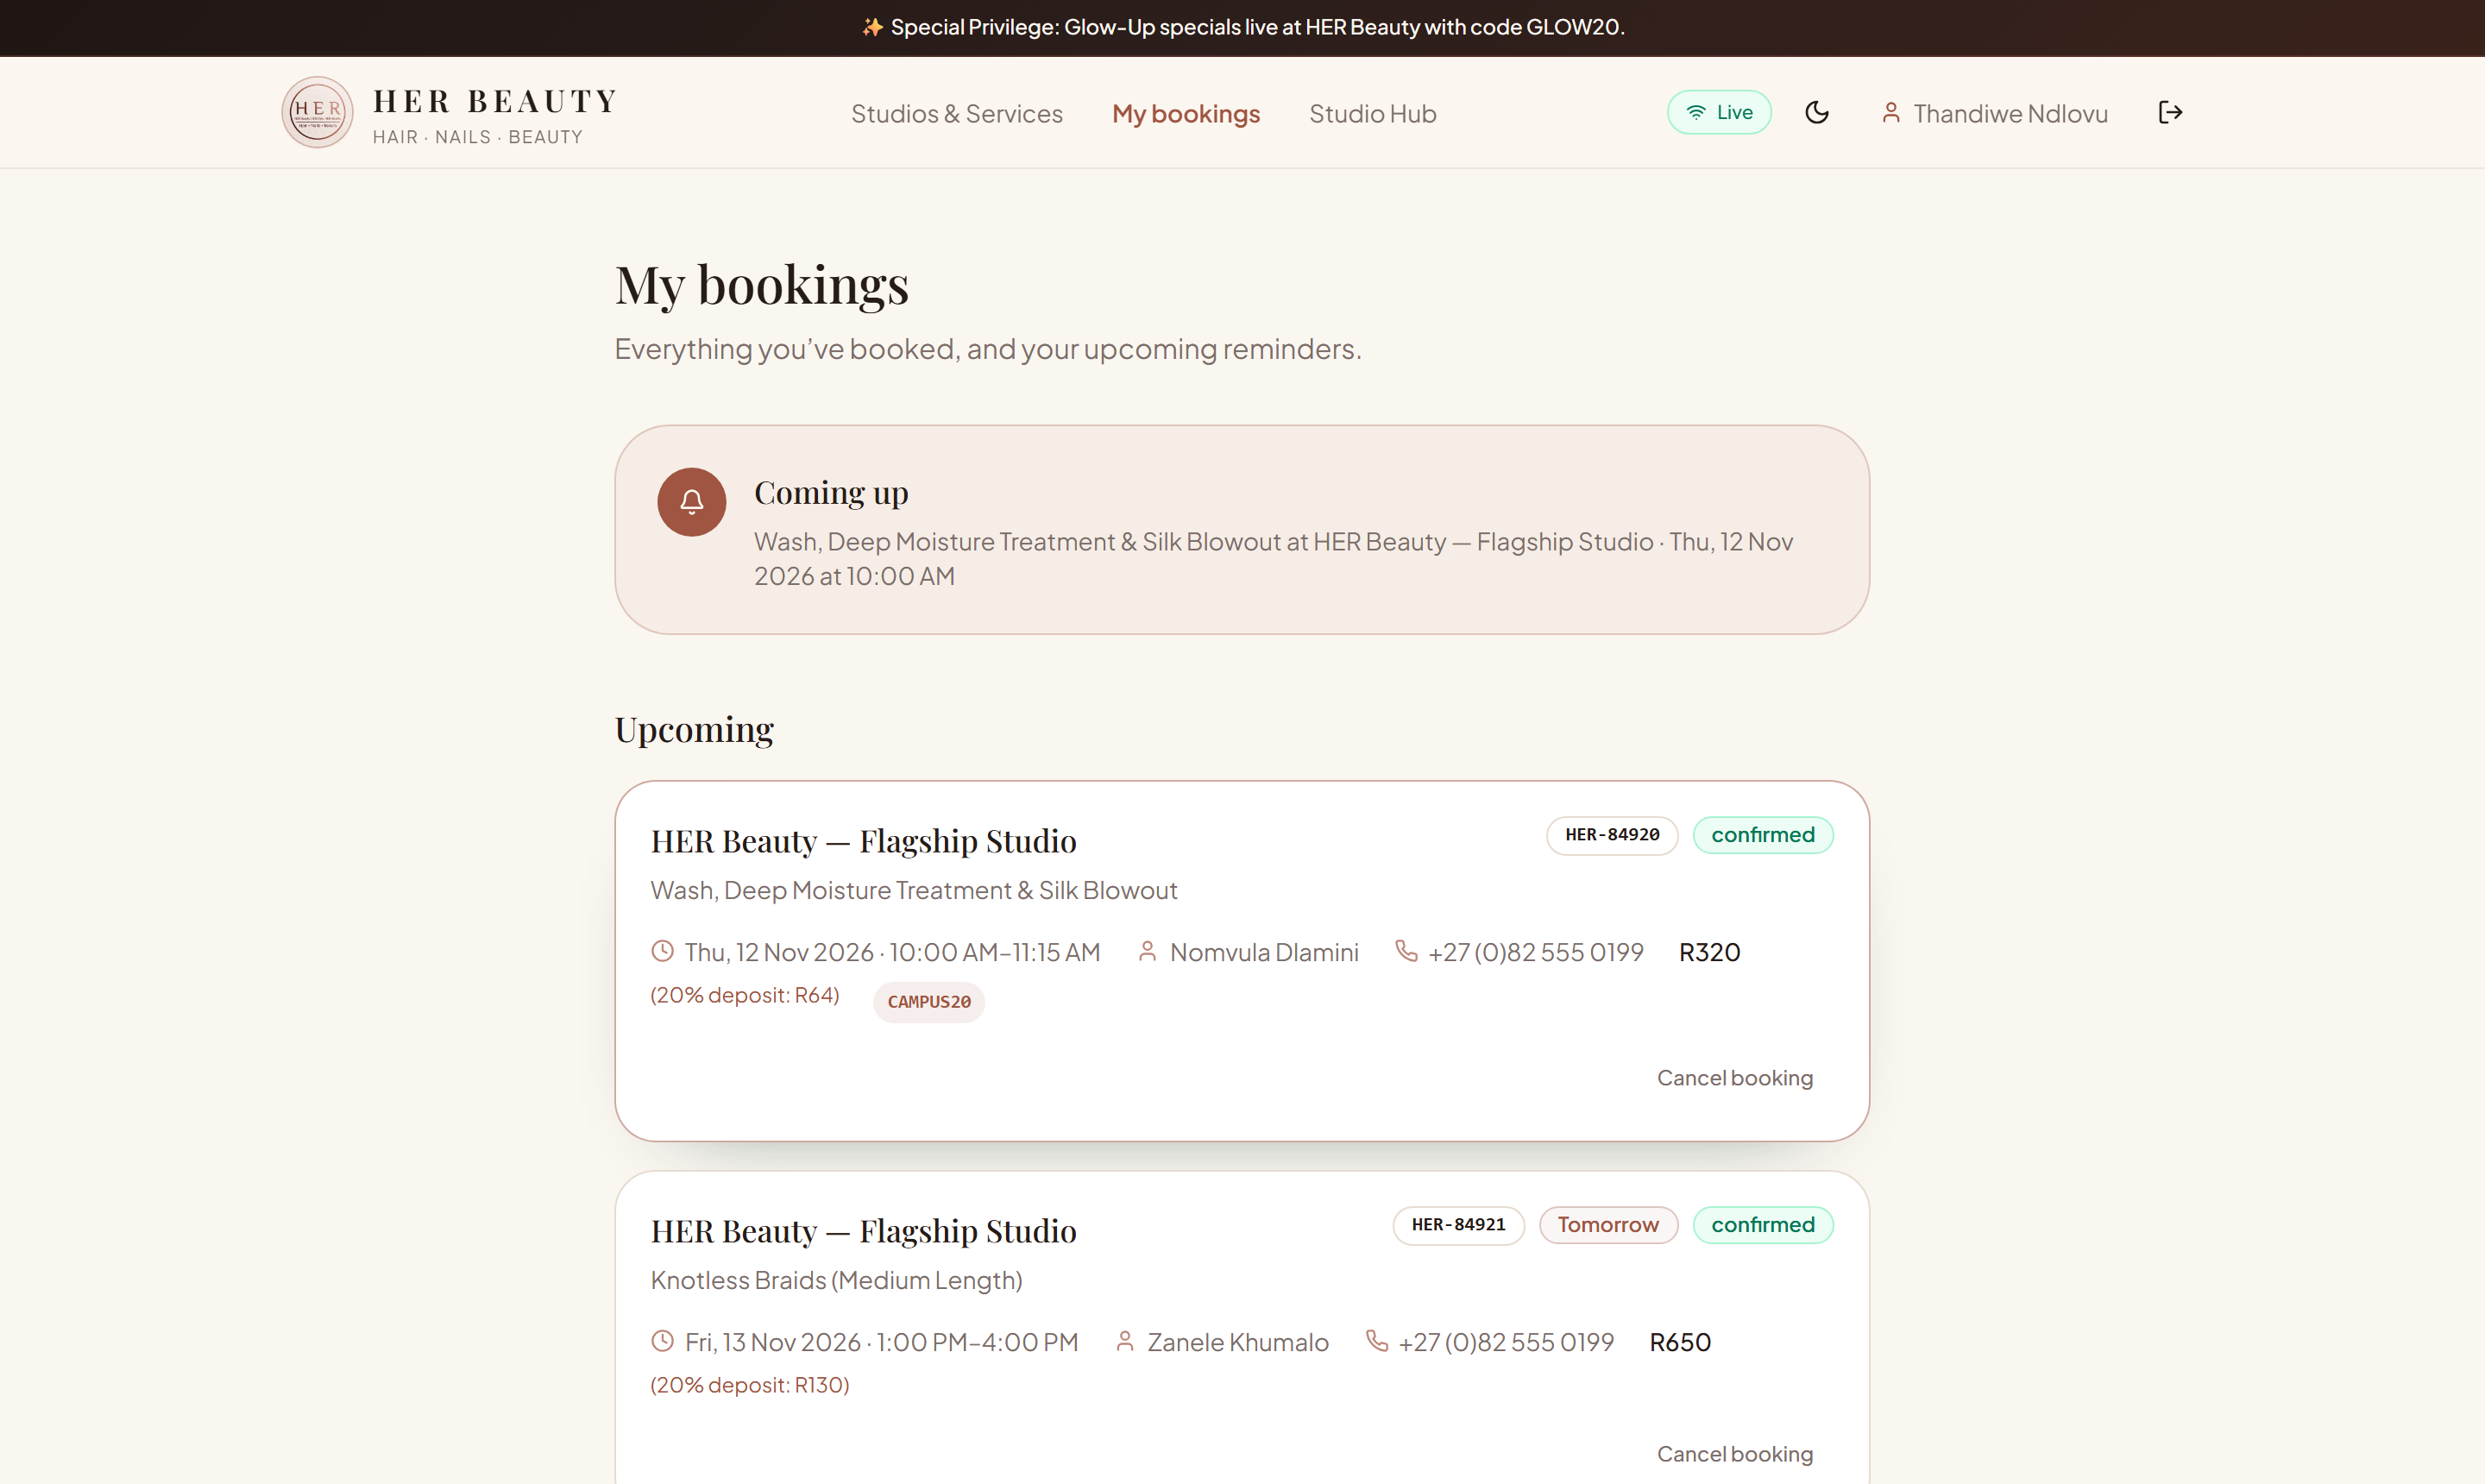 ✨ Special Privilege: Glow-Up specials live at HER Beauty with code GLOW20.
HER
HER BEAUTY
HAIR · NAILS · BEAUTY
Studios & Services
My bookings
Studio Hub
Live
Thandiwe Ndlovu
My bookings
Everything you’ve booked, and your upcoming reminders.
Coming up
Wash, Deep Moisture Treatment & Silk Blowout at HER Beauty — Flagship Studio · Thu, 12 Nov
2026 at 10:00 AM
Upcoming
HER Beauty — Flagship Studio
HER-84920
confirmed
Wash, Deep Moisture Treatment & Silk Blowout
Thu, 12 Nov 2026 · 10:00 AM–11:15 AM
Nomvula Dlamini
+27 (0)82 555 0199
R320
(20% deposit: R64)
CAMPUS20
Cancel booking
HER Beauty — Flagship Studio
HER-84921
Tomorrow
confirmed
Knotless Braids (Medium Length)
Fri, 13 Nov 2026 · 1:00 PM–4:00 PM
Zanele Khumalo
+27 (0)82 555 0199
R650
(20% deposit: R130)
Cancel booking